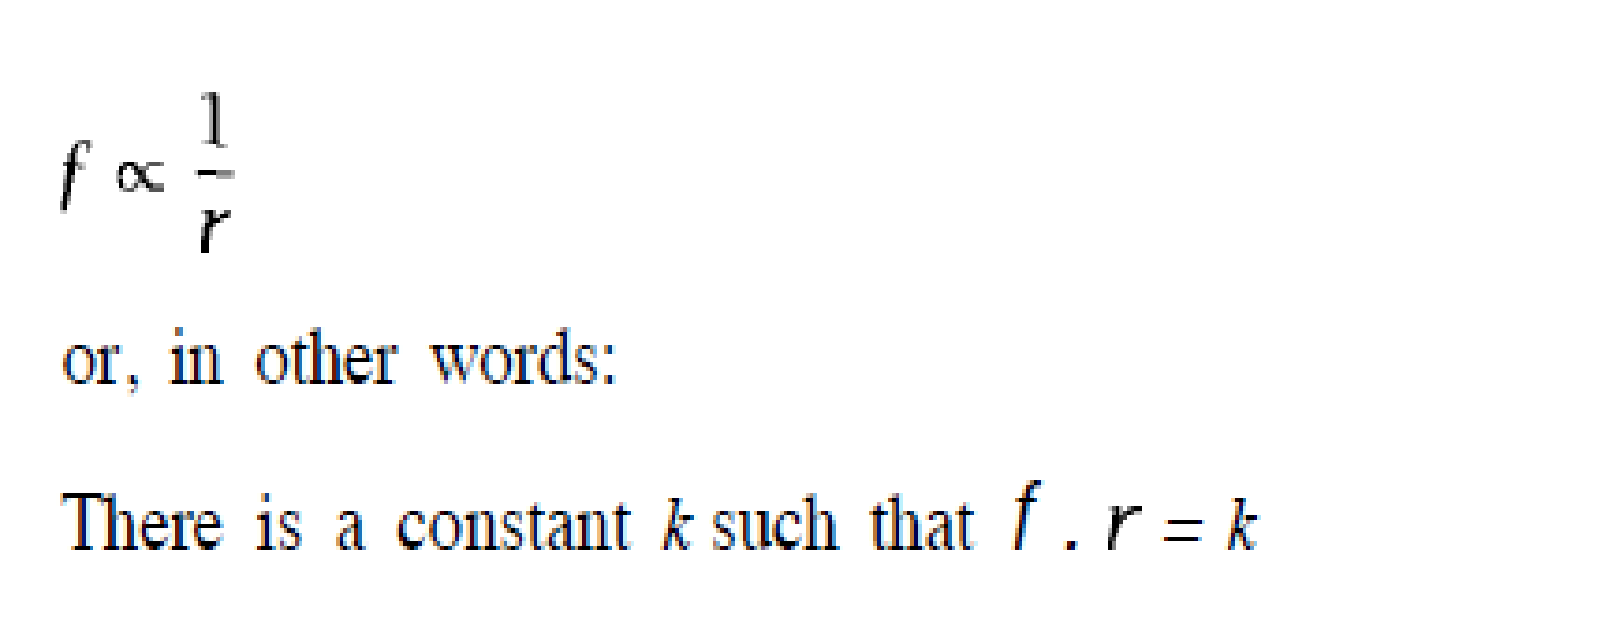 f ∝ 1/r
or, in other words:
There is a constant k such that f . r = k